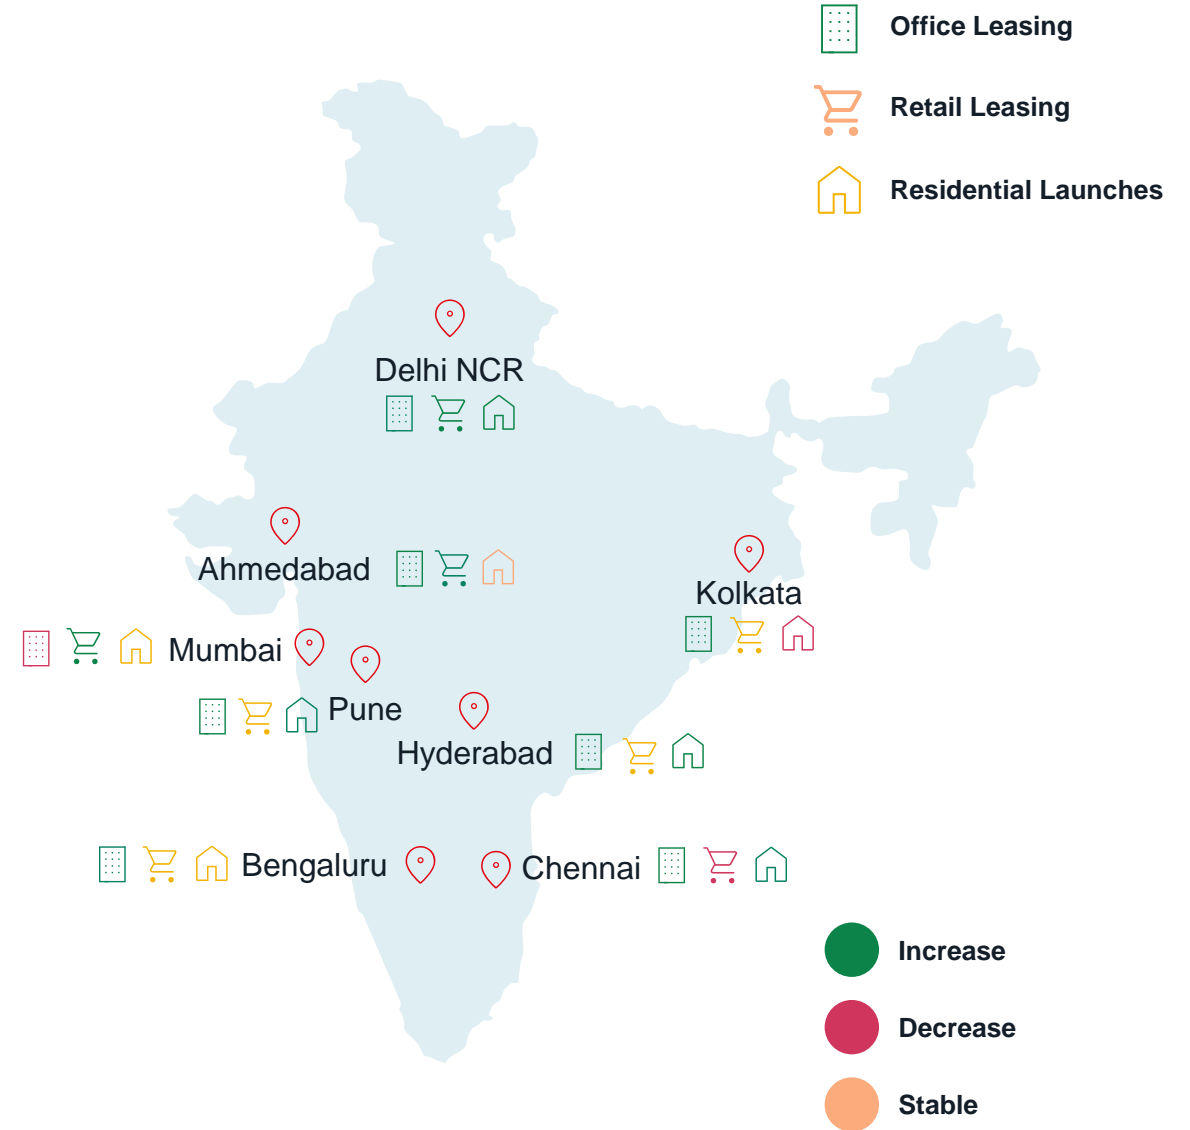 Office Leasing
Retail Leasing
Residential Launches
Delhi NCR
Ahmedabad
Kolkata
Mumbai
Pune
Hyderabad
Bengaluru
Chennai
Increase
Decrease
Stable